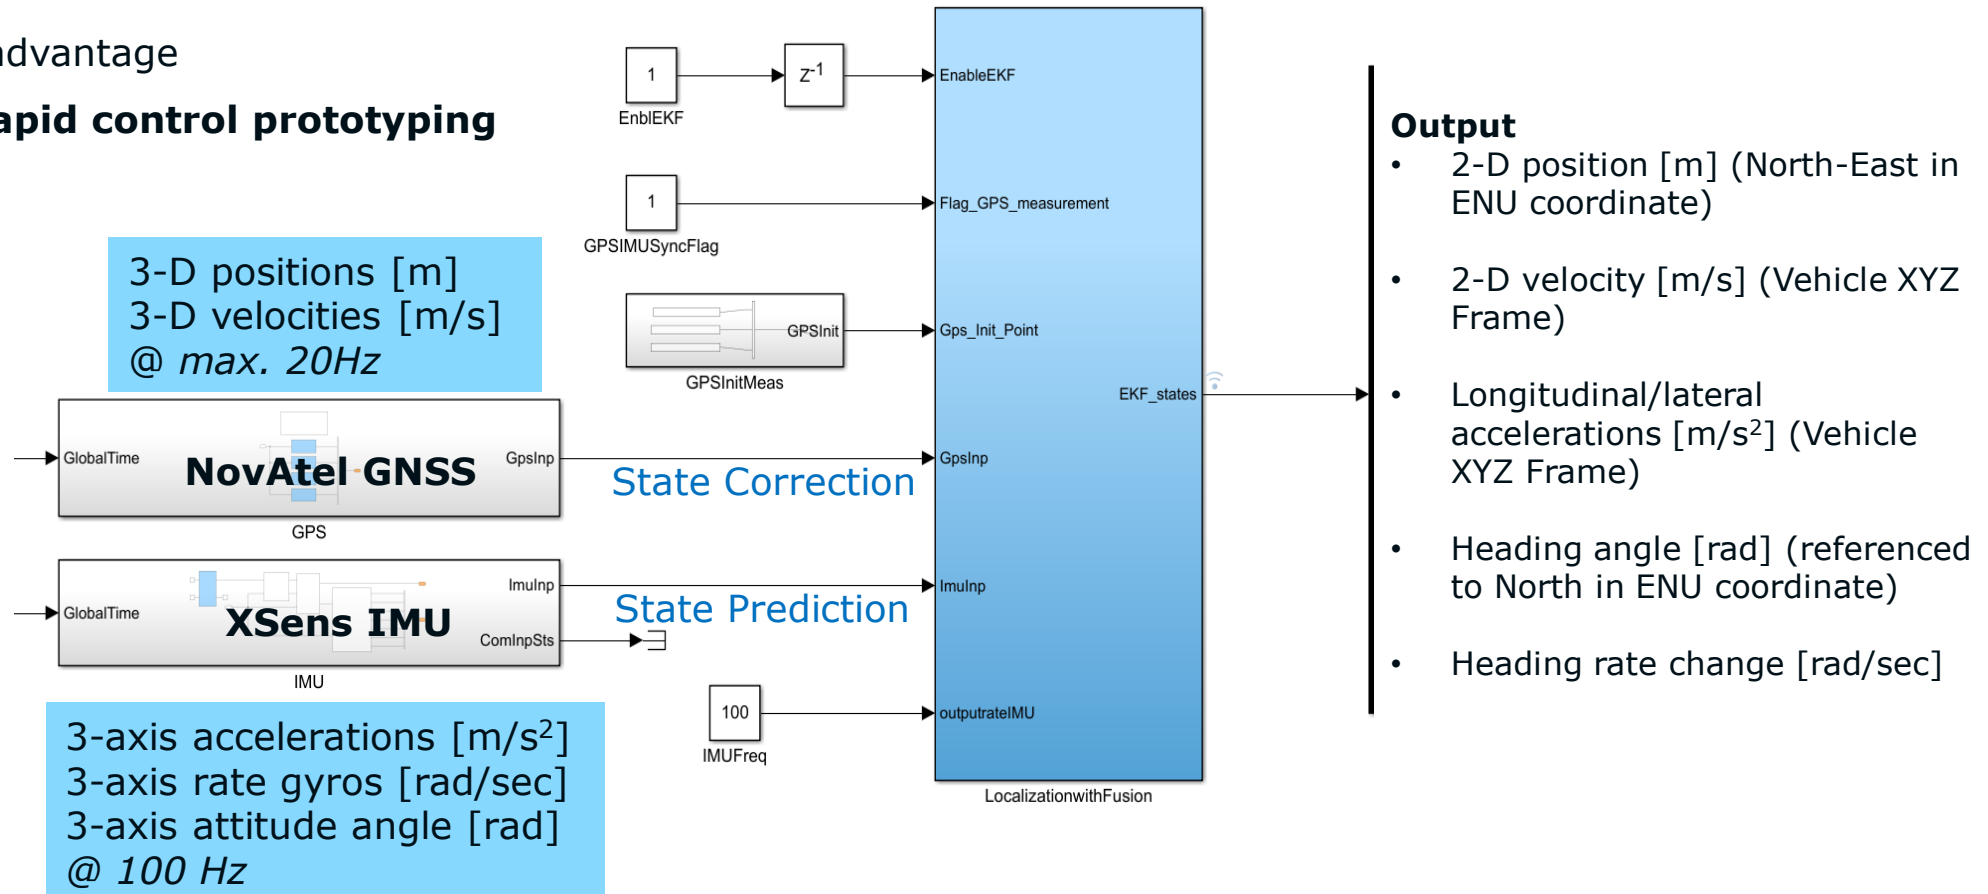 advantage
apid control prototyping
1
EnblEKF
Z-1
EnableEKF
1
GPSIMUSyncFlag
Flag_GPS_measurement
3-D positions [m]
3-D velocities [m/s]
@ max. 20Hz
GPSInit
GPSInitMeas
Gps_Init_Point
GlobalTime
NovAtel GNSS
GpsInp
GPS
State Correction
GpsInp
GlobalTime
XSens IMU
ImuInp
ComInpSts
IMU
State Prediction
ImuInp
100
IMUFreq
outputrateIMU
EKF_states
LocalizationwithFusion
3-axis accelerations [m/s2]
3-axis rate gyros [rad/sec]
3-axis attitude angle [rad]
@ 100 Hz
Output
• 2-D position [m] (North-East in
ENU coordinate)
• 2-D velocity [m/s] (Vehicle XYZ
Frame)
• Longitudinal/lateral
accelerations [m/s2] (Vehicle
XYZ Frame)
• Heading angle [rad] (referenced
to North in ENU coordinate)
• Heading rate change [rad/sec]